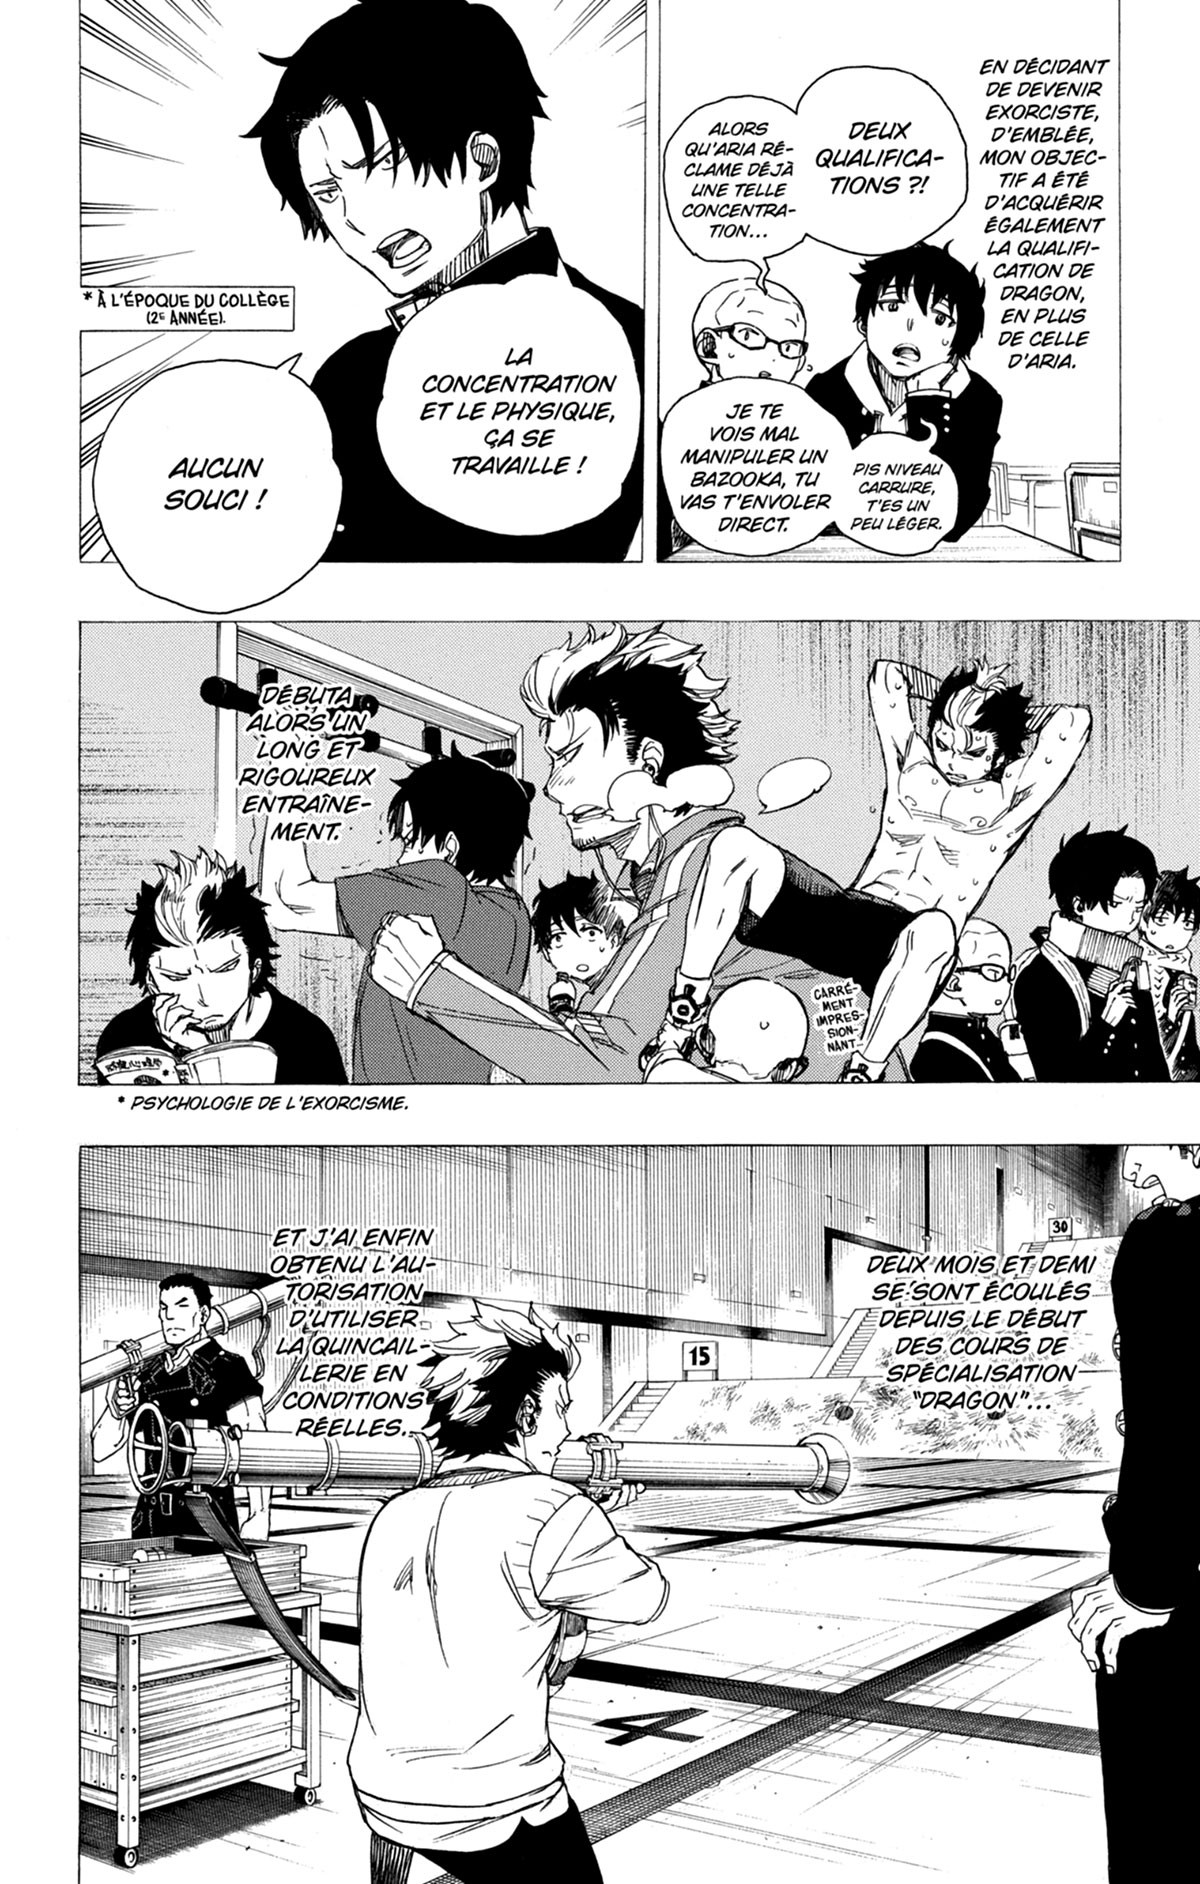 EN DÉCIDANT
DE DEVENIR
EXORCISTE,
D'EMBLÉE,
MON OBJEC-
TIF A ÉTÉ
D'ACQUÉRIR
ÉGALEMENT
LA QUALIFI-
CATION DE
DRAGON,
EN PLUS
DE CELLE
D'ARIA.
DEUX
QUALIFICA-
TIONS ?!
ALORS
QU'ARIA RÉ-
CLAME DÉJÀ
UNE TELLE
CONCENTRA-
TION...
JE TE
VOIS MAL
MANIPULER UN
BAZOOKA, TU
VAS T'ENVOLER
DIRECT.
PIS NIVEAU
CARRURE,
T'ES UN
PEU LÉGER.
* À L'ÉPOQUE DU COLLÈGE
(2E ANNÉE).
LA
CONCENTRATION
ET LE PHYSIQUE,
ÇA SE
TRAVAILLE !
AUCUN
SOUCI !
DÉBUTA
ALORS UN
LONG ET
RIGOUREUX
ENTRAÎNE-
MENT.
CARRÉ-
MENT
IMPRES-
SION-
NANT
* PSYCHOLOGIE DE L'EXORCISME.
DEUX MOIS ET DEMI
SE SONT ÉCOULÉS
DEPUIS LE DÉBUT
DES COURS DE
SPÉCIALISATION
"DRAGON"...
ET J'AI ENFIN
OBTENU L'AU-
TORISATION
D'UTILISER
LA QUINCAIL-
LERIE EN
CONDITIONS
RÉELLES...
30
15
4